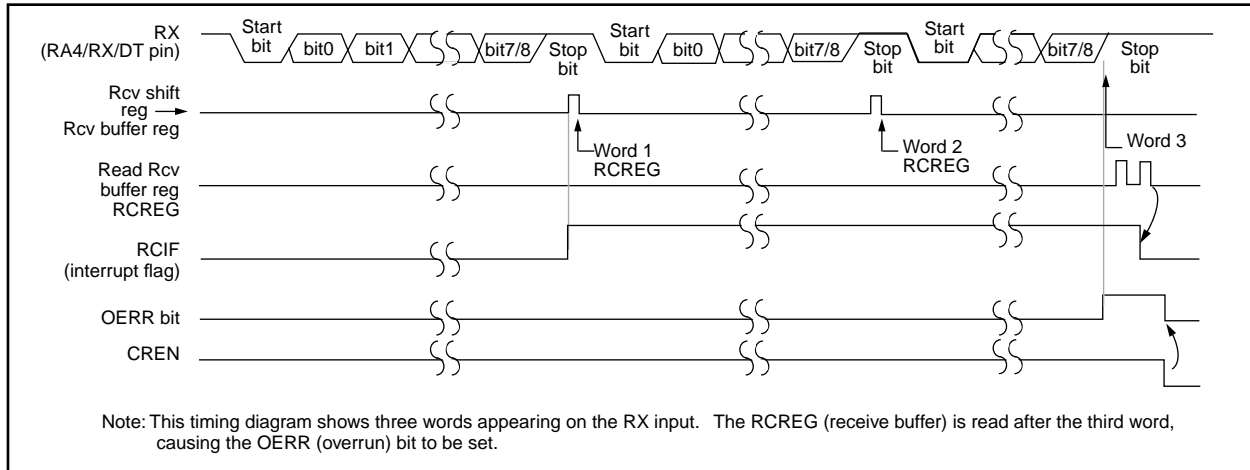 RX
(RA4/RX/DT pin)
Start
bit
bit0
bit1
bit7/8
Stop
bit
Start
bit
bit0
bit7/8
Stop
bit
Start
bit
bit7/8
Stop
bit
Rcv shift
reg
Rcv buffer reg
Word 1
RCREG
Word 2
RCREG
Word 3
Read Rcv
buffer reg
RCREG
RCIF
(interrupt flag)
OERR bit
CREN
Note: This timing diagram shows three words appearing on the RX input. The RCREG (receive buffer) is read after the third word,
causing the OERR (overrun) bit to be set.